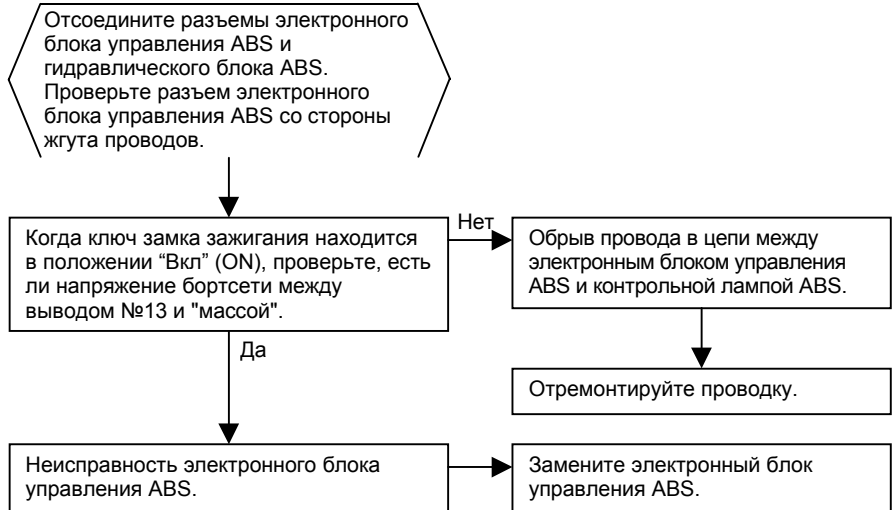 Отсоедините разъемы электронного
блока управления ABS и
гидравлического блока ABS.
Проверьте разъем электронного
блока управления ABS со стороны
жгута проводов.
Когда ключ замка зажигания находится
в положении “Вкл” (ON), проверьте, есть
ли напряжение бортсети между
выводом №13 и "массой".
Нет
Обрыв провода в цепи между
электронным блоком управления
ABS и контрольной лампой ABS.
Да
Отремонтируйте проводку.
Неисправность электронного блока
управления ABS.
Замените электронный блок
управления ABS.